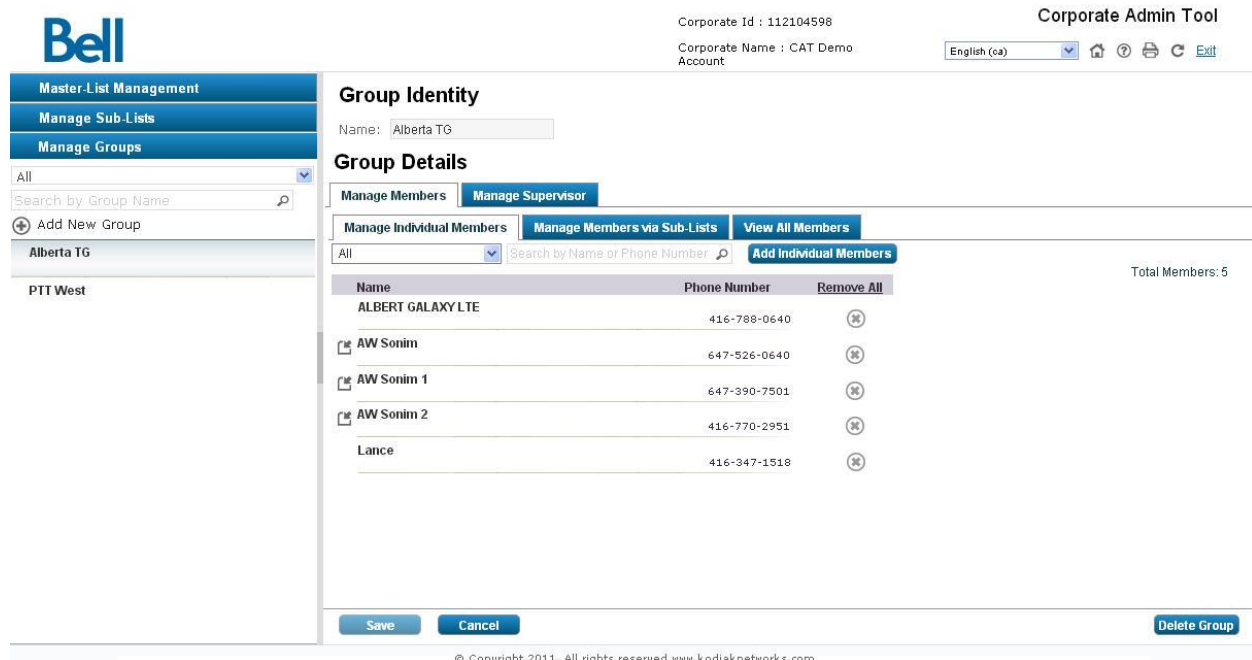 Bell
Corporate Id : 112104598
Corporate Name : CAT Demo
Account
Corporate Admin Tool
English (ca)
Exit
Master-List Management
Manage Sub-Lists
Manage Groups
All
Search by Group Name
Add New Group
Alberta TG
PTT West
Group Identity
Name: Alberta TG
Group Details
Manage Members Manage Supervisor
Manage Individual Members Manage Members via Sub-Lists View All Members
All Search by Name or Phone Number Add Individual Members
Total Members: 5
Name Phone Number Remove All
ALBERT GALAXY LTE
416-788-0640
AW Sonim
647-526-0640
AW Sonim 1
647-390-7501
AW Sonim 2
416-770-2951
Lance
416-347-1518
Save Cancel Delete Group
© Copyright 2011. All rights reserved www.kodiaknetworks.com